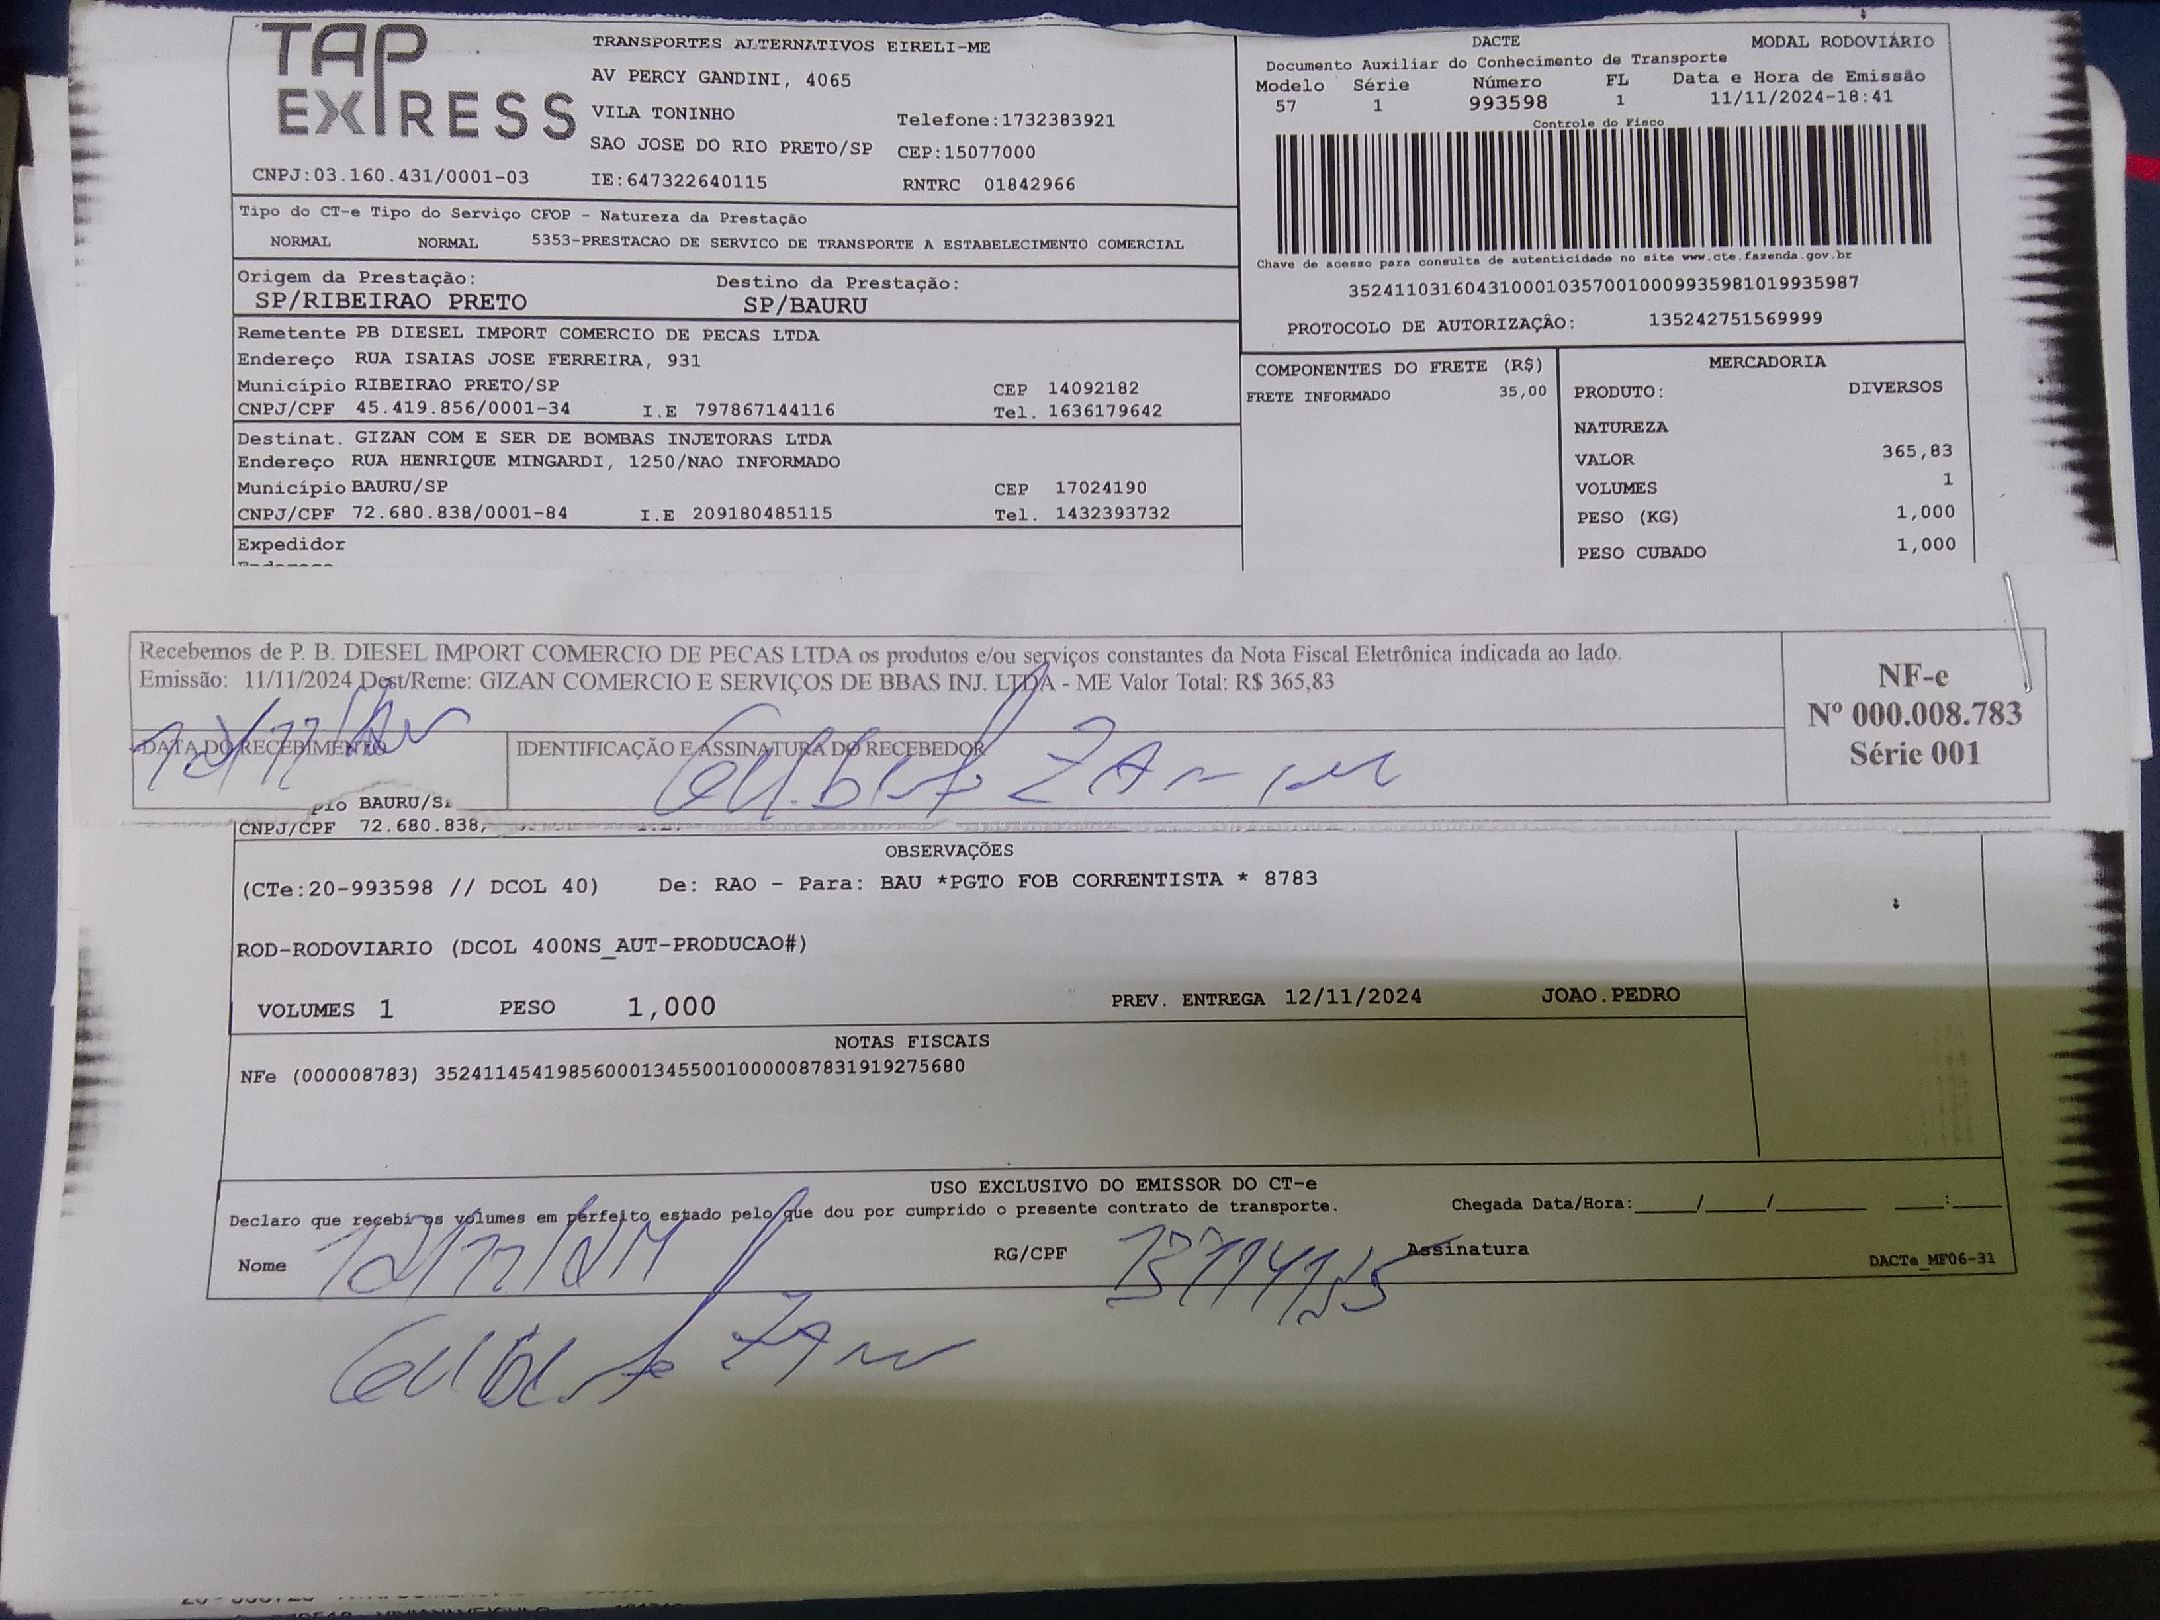 TAP
EXPRESS
TRANSPORTES ALTERNATIVOS EIRELI-ME
AV PERCY GANDINI, 4065
VILA TONINHO
Telefone:1732383921
SAO JOSE DO RIO PRETO/SP CEP:15077000
CNPJ:03.160.431/0001-03 IE:647322640115 RNTRC 01842966
DACTE MODAL RODOVIÁRIO
Documento Auxiliar do Conhecimento de Transporte
Modelo Série Número FL Data e Hora de Emissão
57 1 993598 1 11/11/2024-18:41
Controle do Fisco
Chave de acesso para consulta de autenticidade no site www.cte.fazenda.gov.br
35241103160431000103570010009935981019935987
PROTOCOLO DE AUTORIZAÇÂO: 135242751569999
Tipo do CT-e Tipo do Serviço CFOP - Natureza da Prestação
NORMAL NORMAL 5353-PRESTACAO DE SERVICO DE TRANSPORTE A ESTABELECIMENTO COMERCIAL
Origem da Prestação: Destino da Prestação:
SP/RIBEIRAO PRETO SP/BAURU
Remetente PB DIESEL IMPORT COMERCIO DE PECAS LTDA
Endereço RUA ISAIAS JOSE FERREIRA, 931
Município RIBEIRAO PRETO/SP CEP 14092182
CNPJ/CPF 45.419.856/0001-34 I.E 797867144116 Tel. 1636179642
Destinat. GIZAN COM E SER DE BOMBAS INJETORAS LTDA
Endereço RUA HENRIQUE MINGARDI, 1250/NAO INFORMADO
Município BAURU/SP CEP 17024190
CNPJ/CPF 72.680.838/0001-84 I.E 209180485115 Tel. 1432393732
Expedidor
COMPONENTES DO FRETE (R$)
FRETE INFORMADO 35,00
MERCADORIA
PRODUTO: DIVERSOS
NATUREZA
VALOR 365,83
VOLUMES 1
PESO (KG) 1,000
PESO CUBADO 1,000
Recebemos de P. B. DIESEL IMPORT COMERCIO DE PECAS LTDA os produtos e/ou serviços constantes da Nota Fiscal Eletrônica indicada ao lado.
Emissão: 11/11/2024 Dest/Reme: GIZAN COMERCIO E SERVIÇOS DE BBAS INJ. LTDA - ME Valor Total: R$ 365,83
DATA DO RECEBIMENTO IDENTIFICAÇÃO E ASSINATURA DO RECEBEDOR
NF-e
Nº 000.008.783
Série 001
BAURU/S
CNPJ/CPF 72.680.838,
OBSERVAÇÕES
(CTe:20-993598 // DCOL 40) De: RAO - Para: BAU *PGTO FOB CORRENTISTA * 8783
ROD-RODOVIARIO (DCOL 400NS_AUT-PRODUCAO#)
VOLUMES 1 PESO 1,000 PREV. ENTREGA 12/11/2024 JOAO.PEDRO
NOTAS FISCAIS
NFe (000008783) 35241145419856000134550010000087831919275680
USO EXCLUSIVO DO EMISSOR DO CT-e
Declaro que recebi os volumes em perfeito estado pelo que dou por cumprido o presente contrato de transporte. Chegada Data/Hora:____/____/______ ___:___
Nome RG/CPF Assinatura DACTe_MF06-31